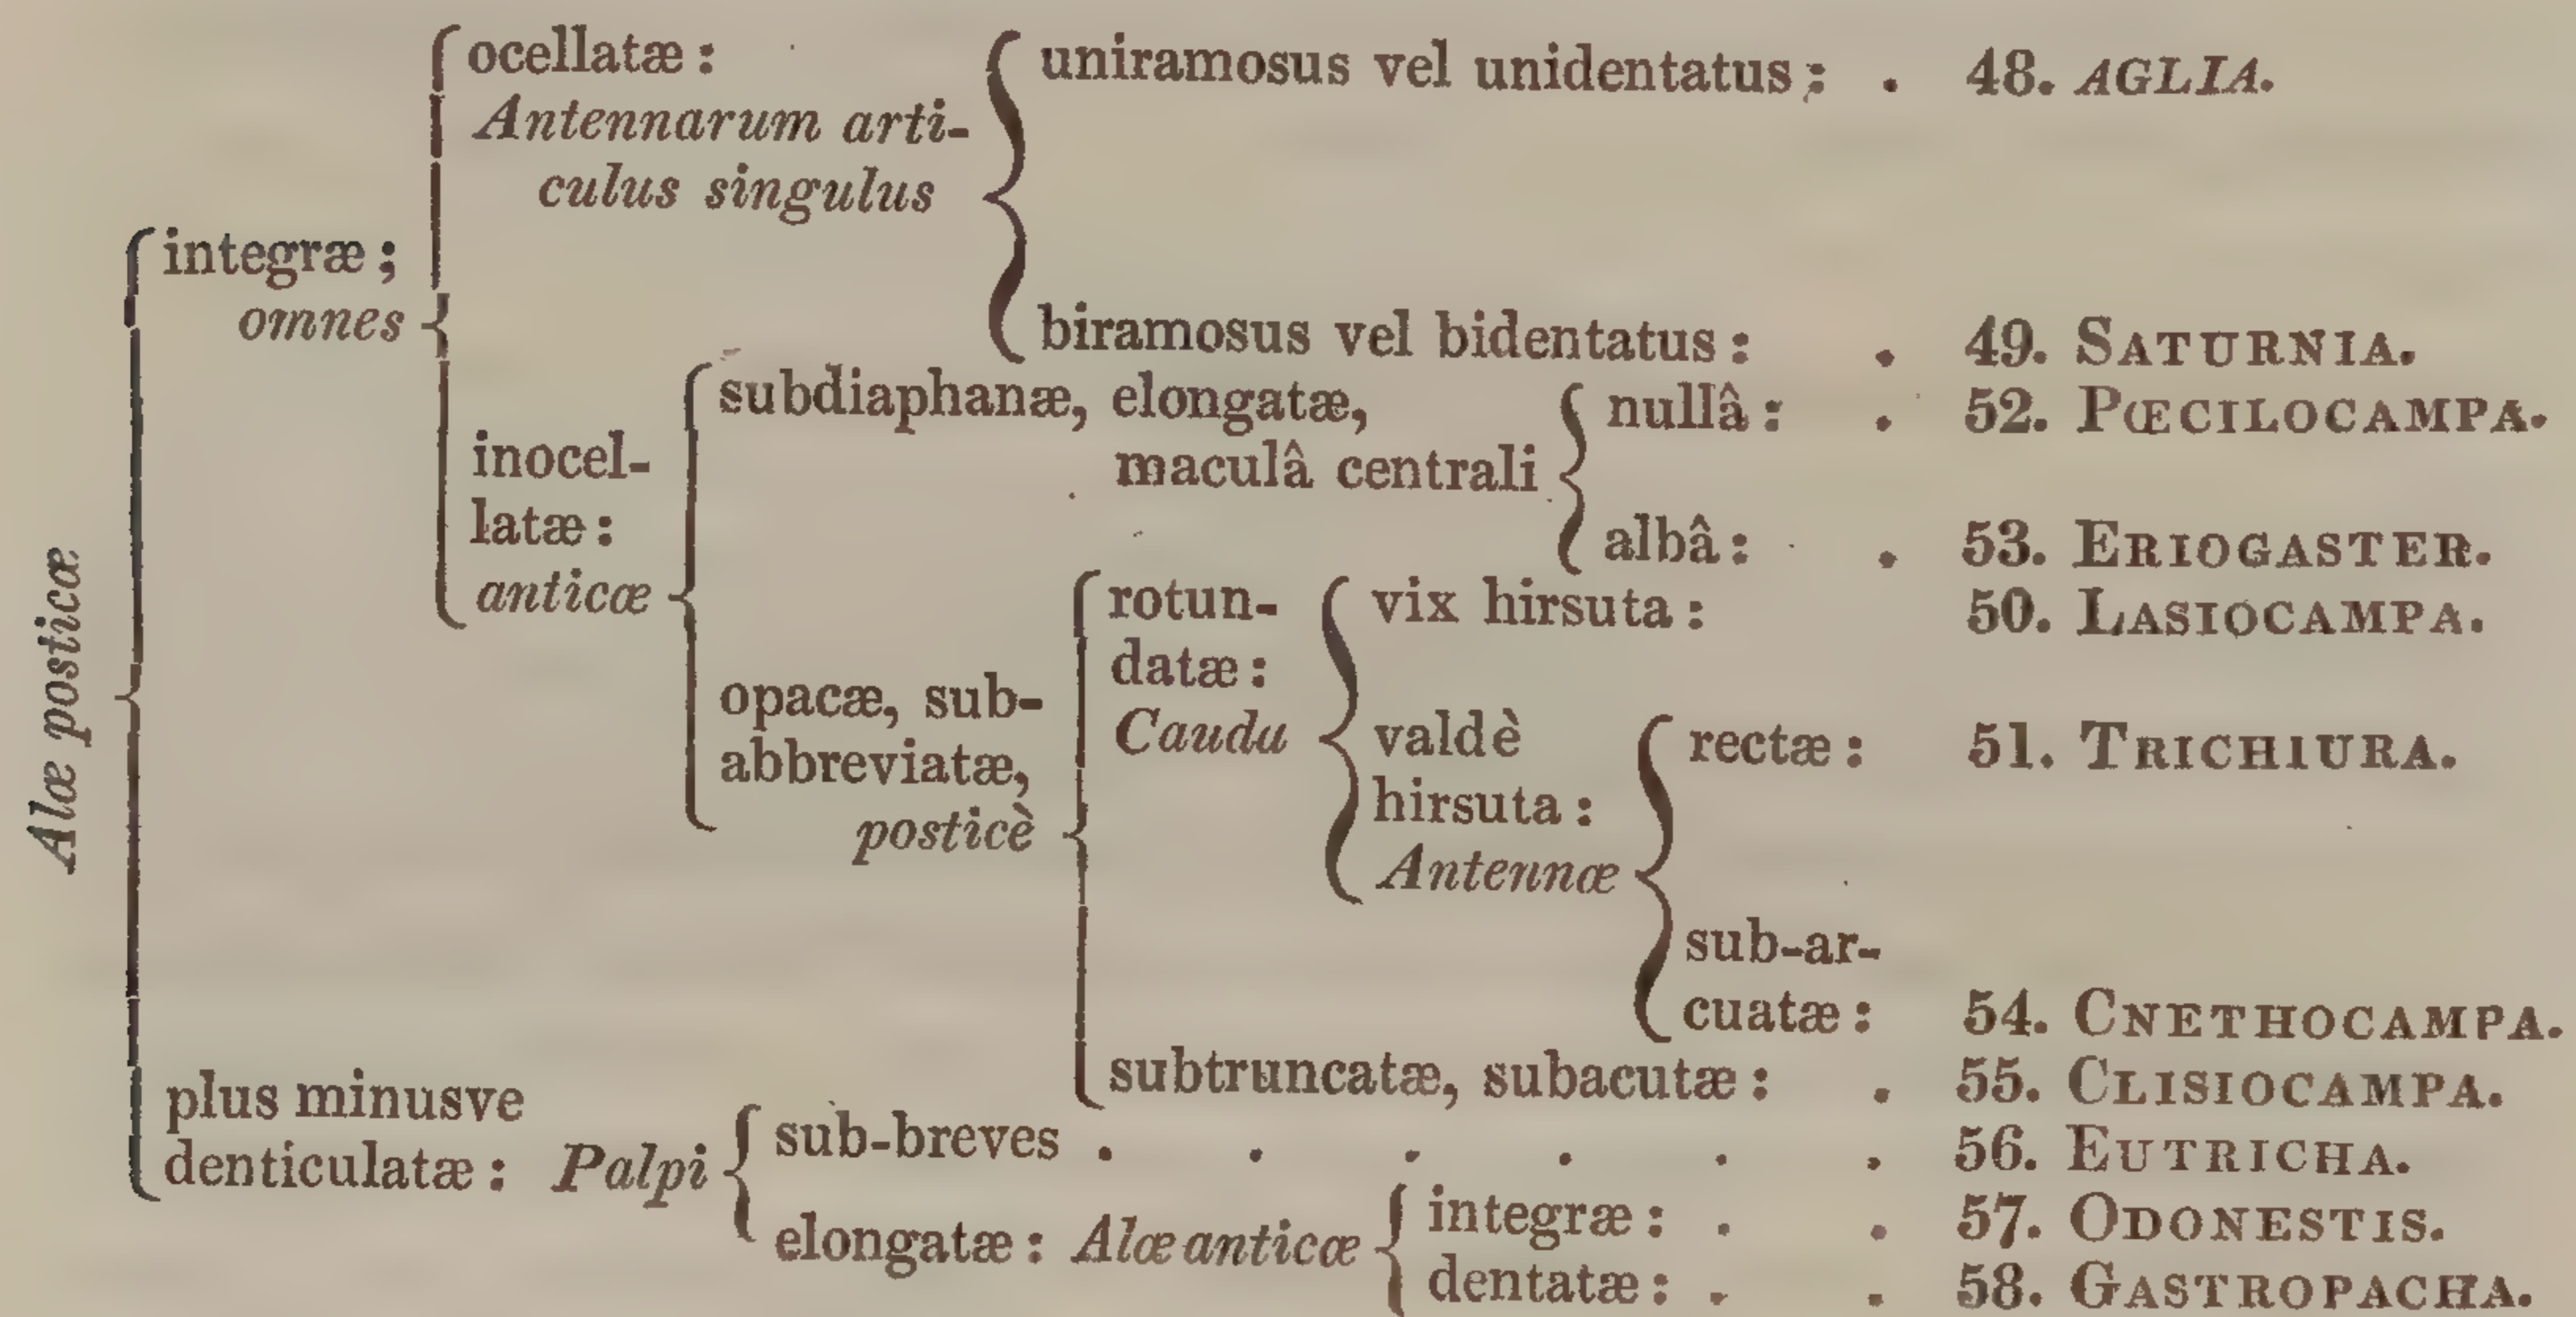 Alæ posticæ
integræ;
omnes
ocellatæ:
Antennarum arti-
culus singulus
uniramosus vel unidentatus; . 48. AGLIA.
biramosus vel bidentatus: . 49. SATURNIA.
inocel-
latæ:
anticæ
subdiaphanæ, elongatæ,
maculâ centrali
nullâ: . 52. PŒCILOCAMPA.
albâ: . 53. ERIOGASTER.
opacæ, sub-
abbreviatæ,
posticè
rotun-
datæ:
Cauda
vix hirsuta: 50. LASIOCAMPA.
valdè
hirsuta:
Antennæ
rectæ: 51. TRICHIURA.
sub-ar-
cuatæ: 54. CNETHOCAMPA.
subtruncatæ, subacutæ: . 55. CLISIOCAMPA.
plus minusve
denticulatæ: Palpi
sub-breves . . . . . . 56. EUTRICHA.
elongatæ: Alæ anticæ
integræ: . . 57. ODONESTIS.
dentatæ: . . 58. GASTROPACHA.